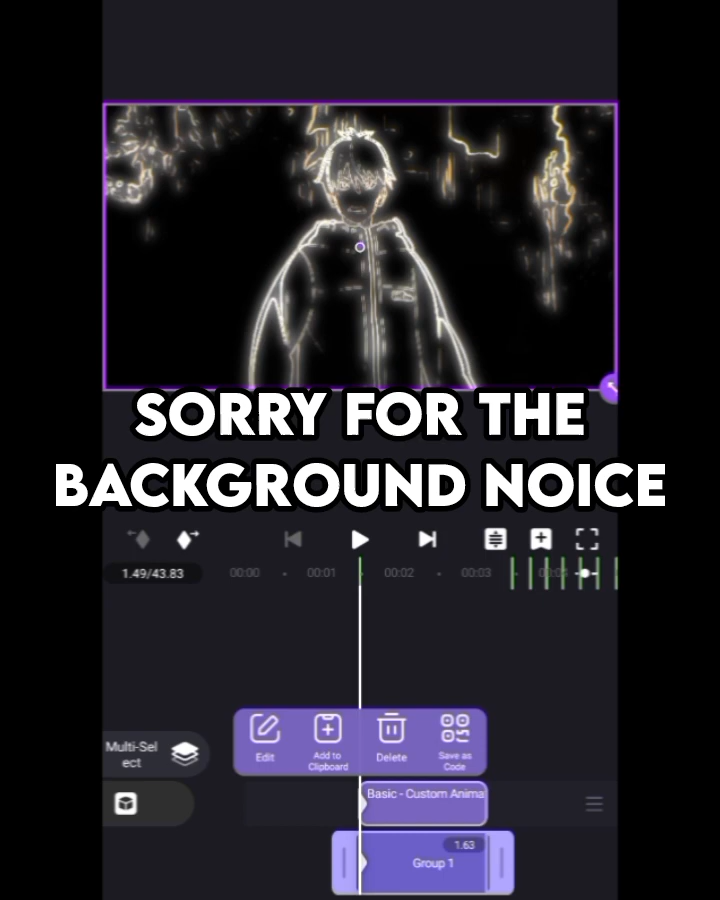 SORRY FOR THE
BACKGROUND NOICE
1.49/43.83
00:00
00:01
00:02
00:03
Multi-Sel
ect
Edit
Add to
Clipboard
Delete
Save as
Code
Basic - Custom Anima
1.63
Group 1